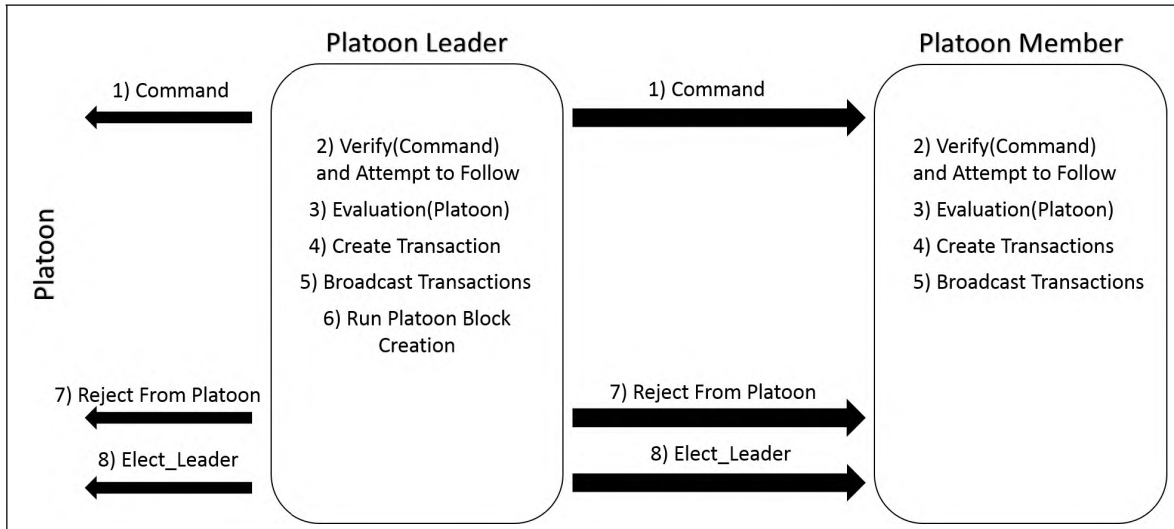 Platoon Leader
Platoon Member
1) Command
1) Command
2) Verify(Command)
and Attempt to Follow
3) Evaluation(Platoon)
4) Create Transaction
5) Broadcast Transactions
6) Run Platoon Block
Creation
2) Verify(Command)
and Attempt to Follow
3) Evaluation(Platoon)
4) Create Transactions
5) Broadcast Transactions
Platoon
7) Reject From Platoon
7) Reject From Platoon
8) Elect_Leader
8) Elect_Leader